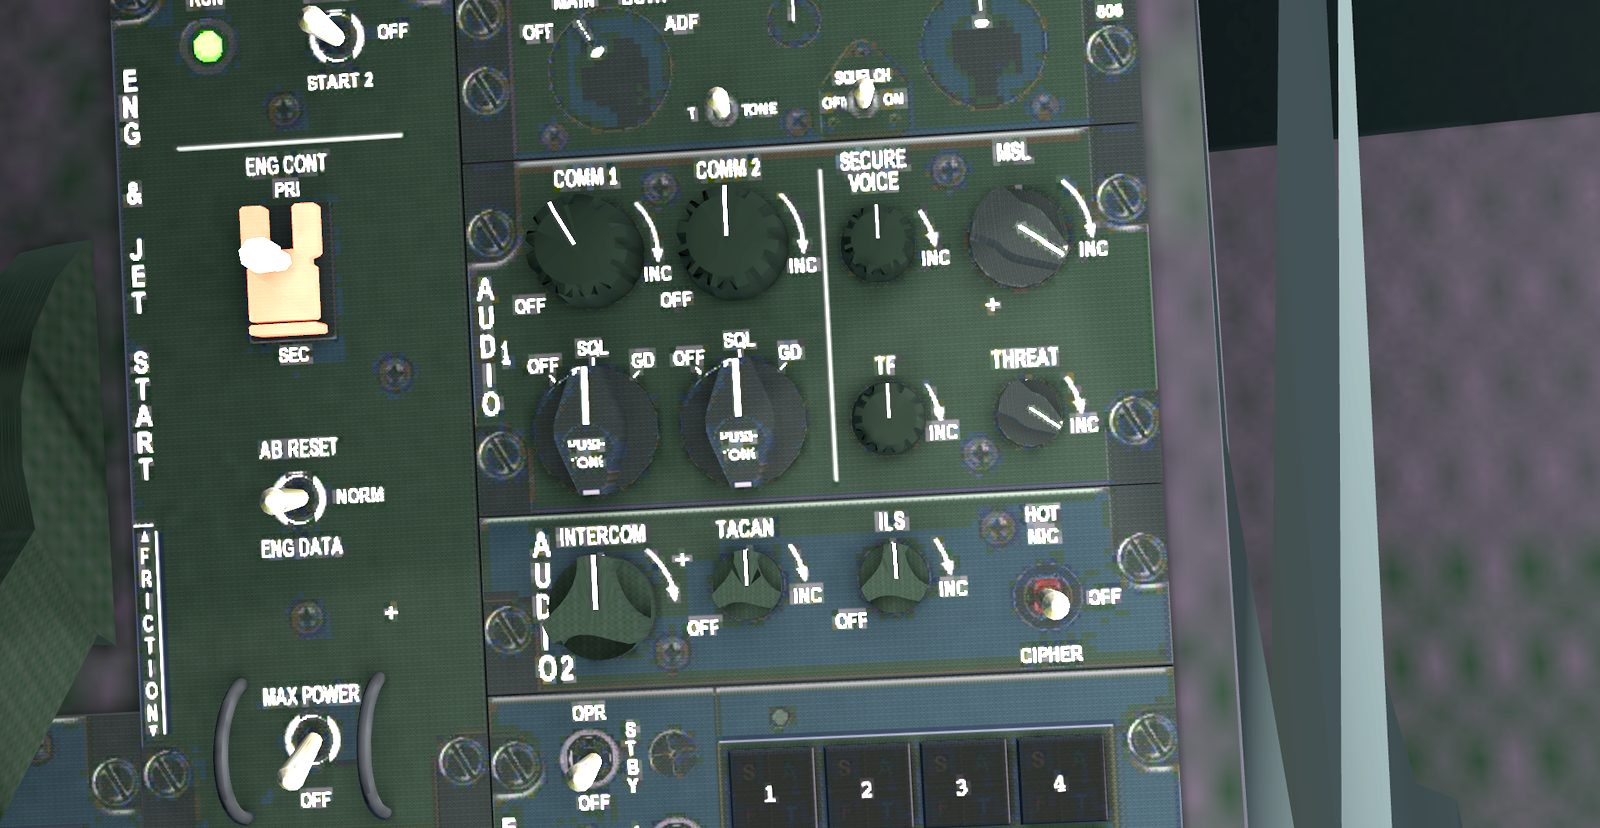 RUN
OFF
START 2
ENG & JET START
ENG CONT
PRI
SEC
AB RESET
NORM
ENG DATA
FRICTION
MAX POWER
OFF
MAIN
ADF
TONE
SQUELCH
OFF
ON
COMM 1
COMM 2
SECURE
VOICE
MSL
INC
INC
INC
INC
OFF
OFF
AUDIO 1
OFF
SQL
GD
OFF
SQL
GD
TF
THREAT
INC
INC
AUDIO 2
INTERCOM
TACAN
ILS
HOT
MIC
INC
INC
OFF
OFF
OFF
CIPHER
OPR
STBY
OFF
1
2
3
4